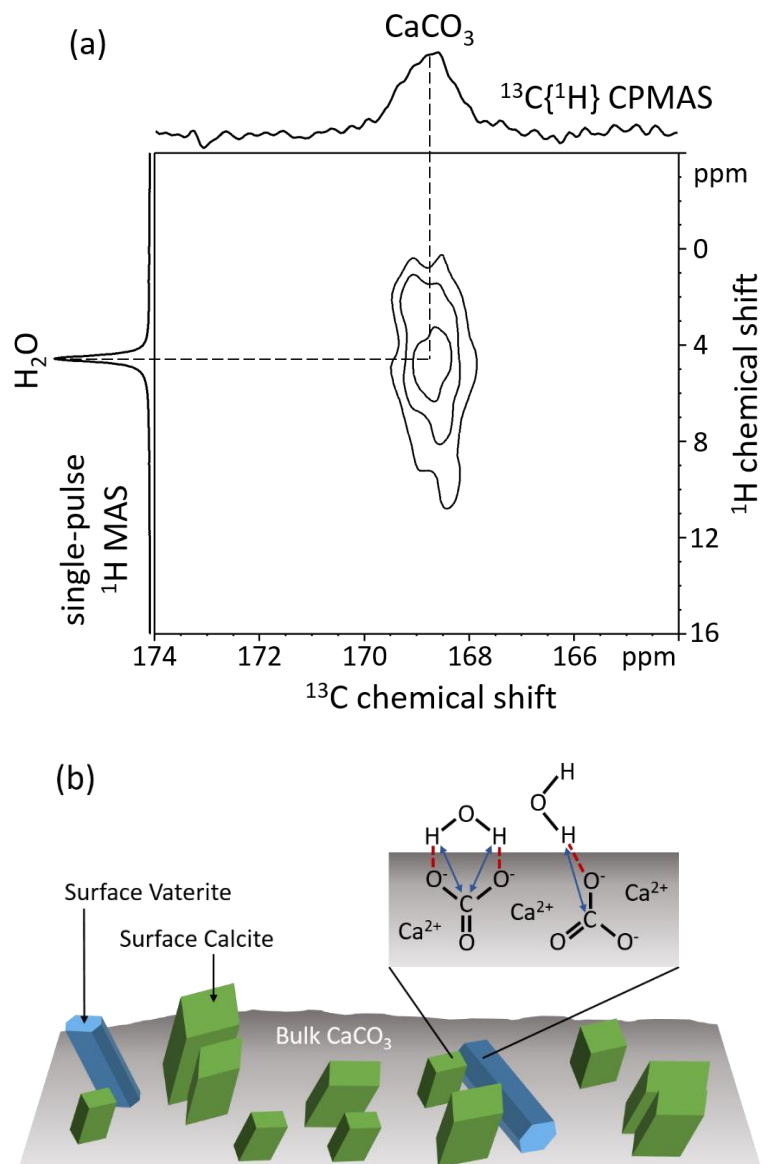 (a)
CaCO₃
¹³C{¹H} CPMAS
ppm
0
4
8
12
16
¹H chemical shift
H₂O
single-pulse
¹H MAS
174 172 170 168 166 ppm
¹³C chemical shift
(b)
H
O
H
O
H H
O⁻ O⁻
O⁻
C
C
O
O
O⁻
Ca²⁺
Ca²⁺
Ca²⁺
Surface Vaterite
Surface Calcite
Bulk CaCO₃